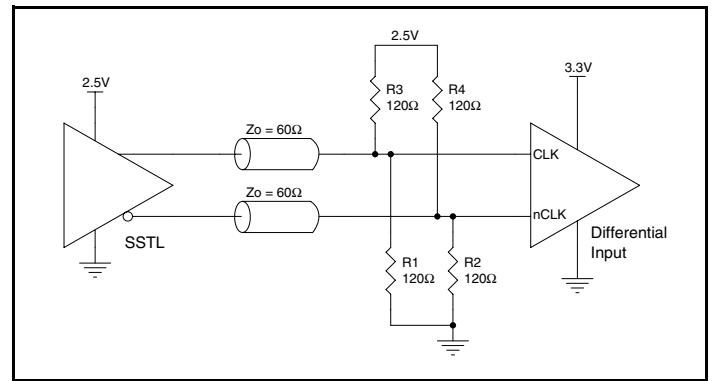 2.5V
3.3V
2.5V
R3
120Ω
R4
120Ω
Zo = 60Ω
CLK
Zo = 60Ω
nCLK
SSTL
Differential
Input
R1
120Ω
R2
120Ω